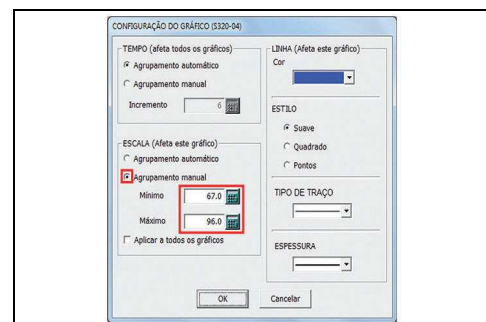 CONFIGURAÇÃO DO GRÁFICO (S320-04)
TEMPO (afeta todos os gráficos)
Agrupamento automático
Agrupamento manual
Incremento 6
ESCALA (Afeta este gráfico)
Agrupamento automático
Agrupamento manual
Mínimo 67.0
Máximo 96.0
Aplicar a todos os gráficos
LINHA (Afeta este gráfico)
Cor
ESTILO
Suave
Quadrado
Pontos
TIPO DE TRAÇO
ESPESSURA
OK
Cancelar